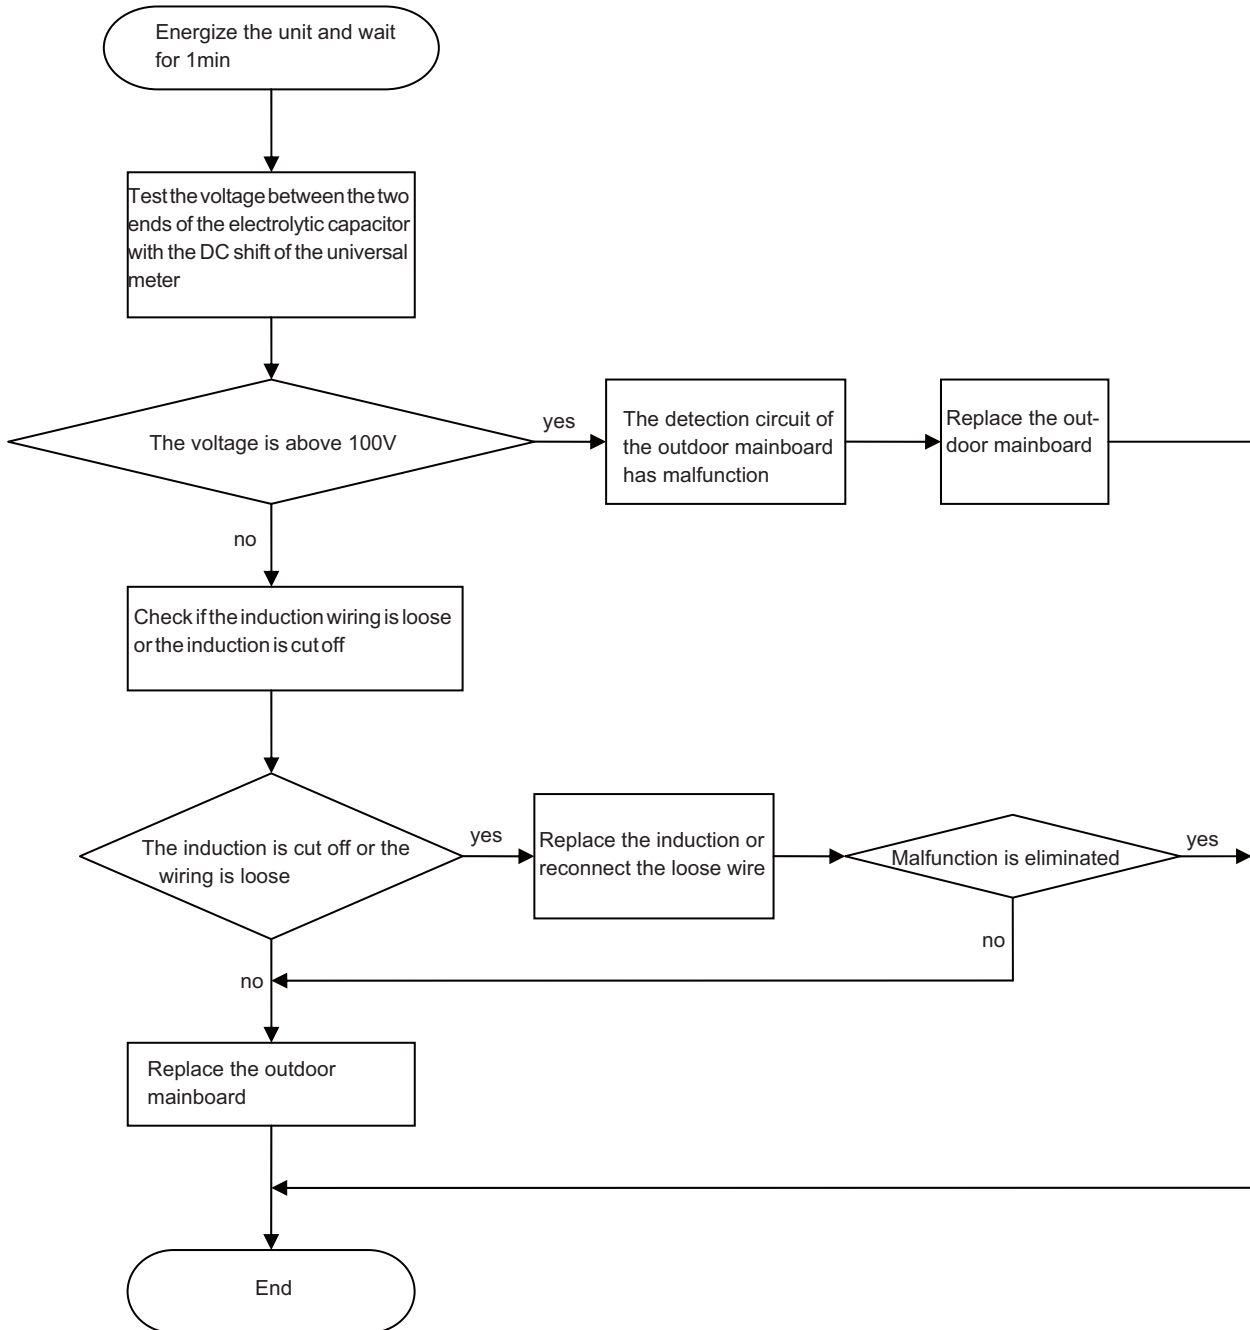 Energize the unit and wait
for 1min
Test the voltage between the two
ends of the electrolytic capacitor
with the DC shift of the universal
meter
The voltage is above 100V
yes
The detection circuit of
the outdoor mainboard
has malfunction
Replace the out-
door mainboard
no
Check if the induction wiring is loose
or the induction is cut off
The induction is cut off or the
wiring is loose
yes
Replace the induction or
reconnect the loose wire
Malfunction is eliminated
yes
no
no
Replace the outdoor
mainboard
End